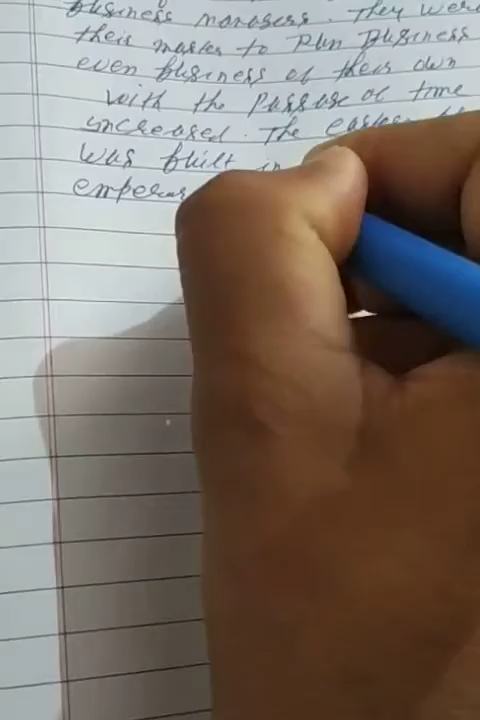 business managers. They were
their master to Run Business
even business of their own
with the passage of time
increased. The
was built in
emperor